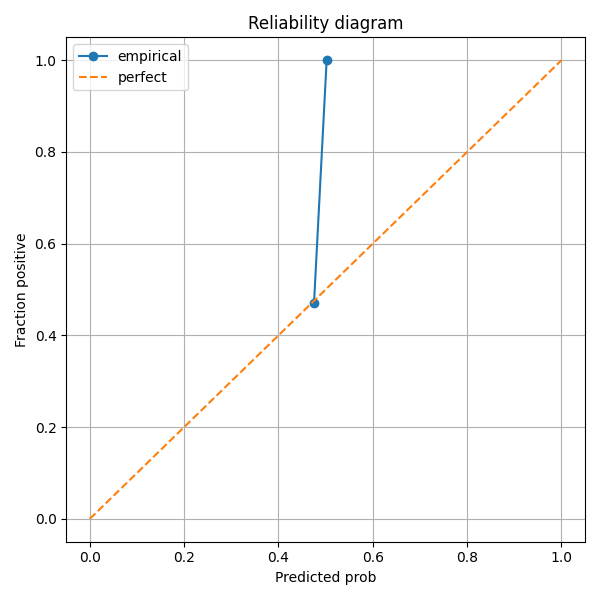 Reliability diagram
empirical
perfect
1.0
0.8
0.6
0.4
0.2
0.0
Fraction positive
0.0 0.2 0.4 0.6 0.8 1.0
Predicted prob